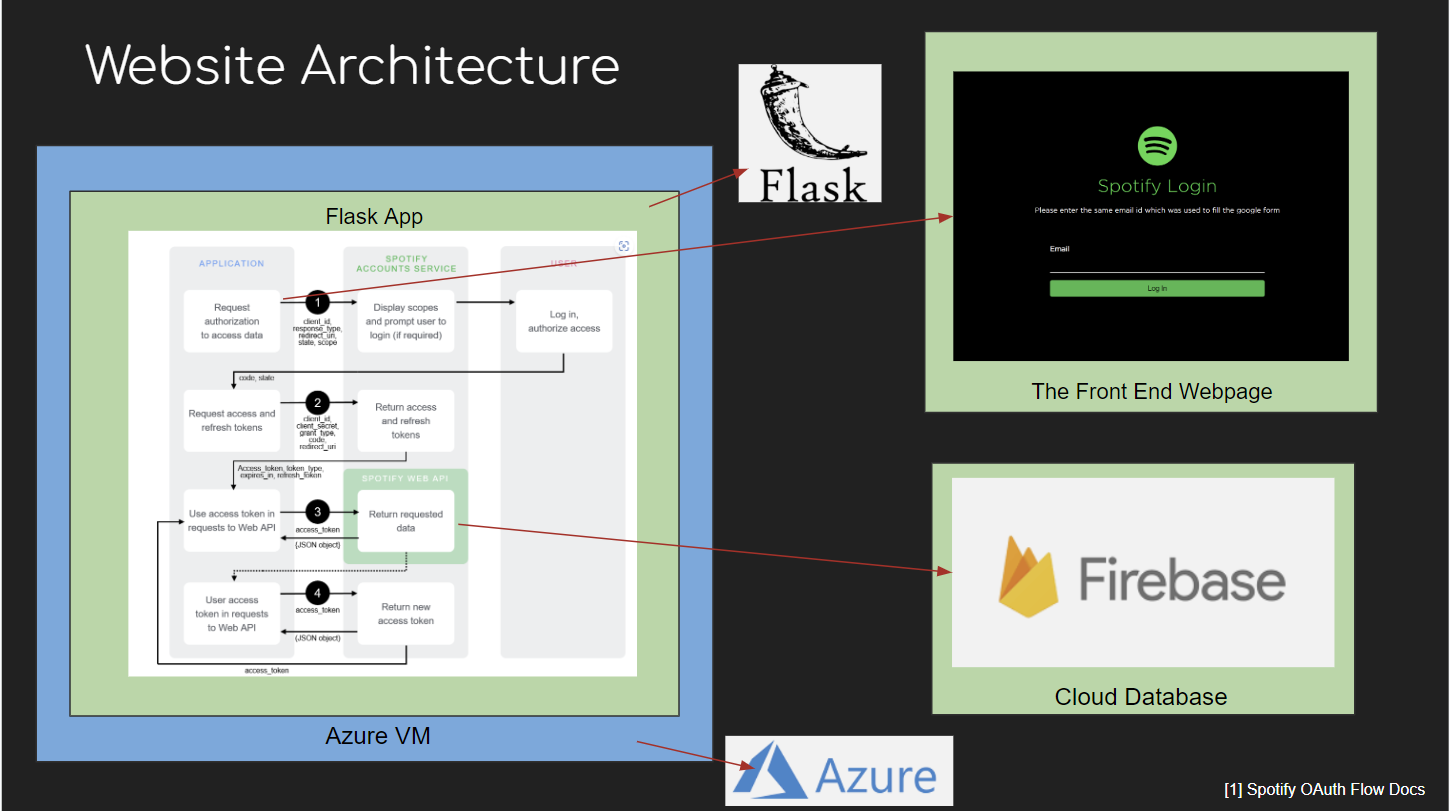 Website Architecture
Flask App
APPLICATION
SPOTIFY
ACCOUNTS SERVICE
USER
Request
authorization
to access data
1
client_id,
response_type,
redirect_uri,
state, scope
Display scopes
and prompt user to
login (if required)
Log in,
authorize access
code, state
Request access and
refresh tokens
2
client_id,
client_secret,
grant_type,
code,
redirect_uri
Return access
and refresh
tokens
Access_token, token_type,
expires_in, refresh_token
SPOTIFY WEB API
Use access token in
requests to Web API
3
access_token
(JSON object)
Return requested
data
User access
token in requests
to Web API
4
access_token
(JSON object)
Return new
access token
access_token
Azure VM
Flask
Spotify Login
Please enter the same email id which was used to fill the google form
Email
Log In
The Front End Webpage
Firebase
Cloud Database
Azure
[1] Spotify OAuth Flow Docs